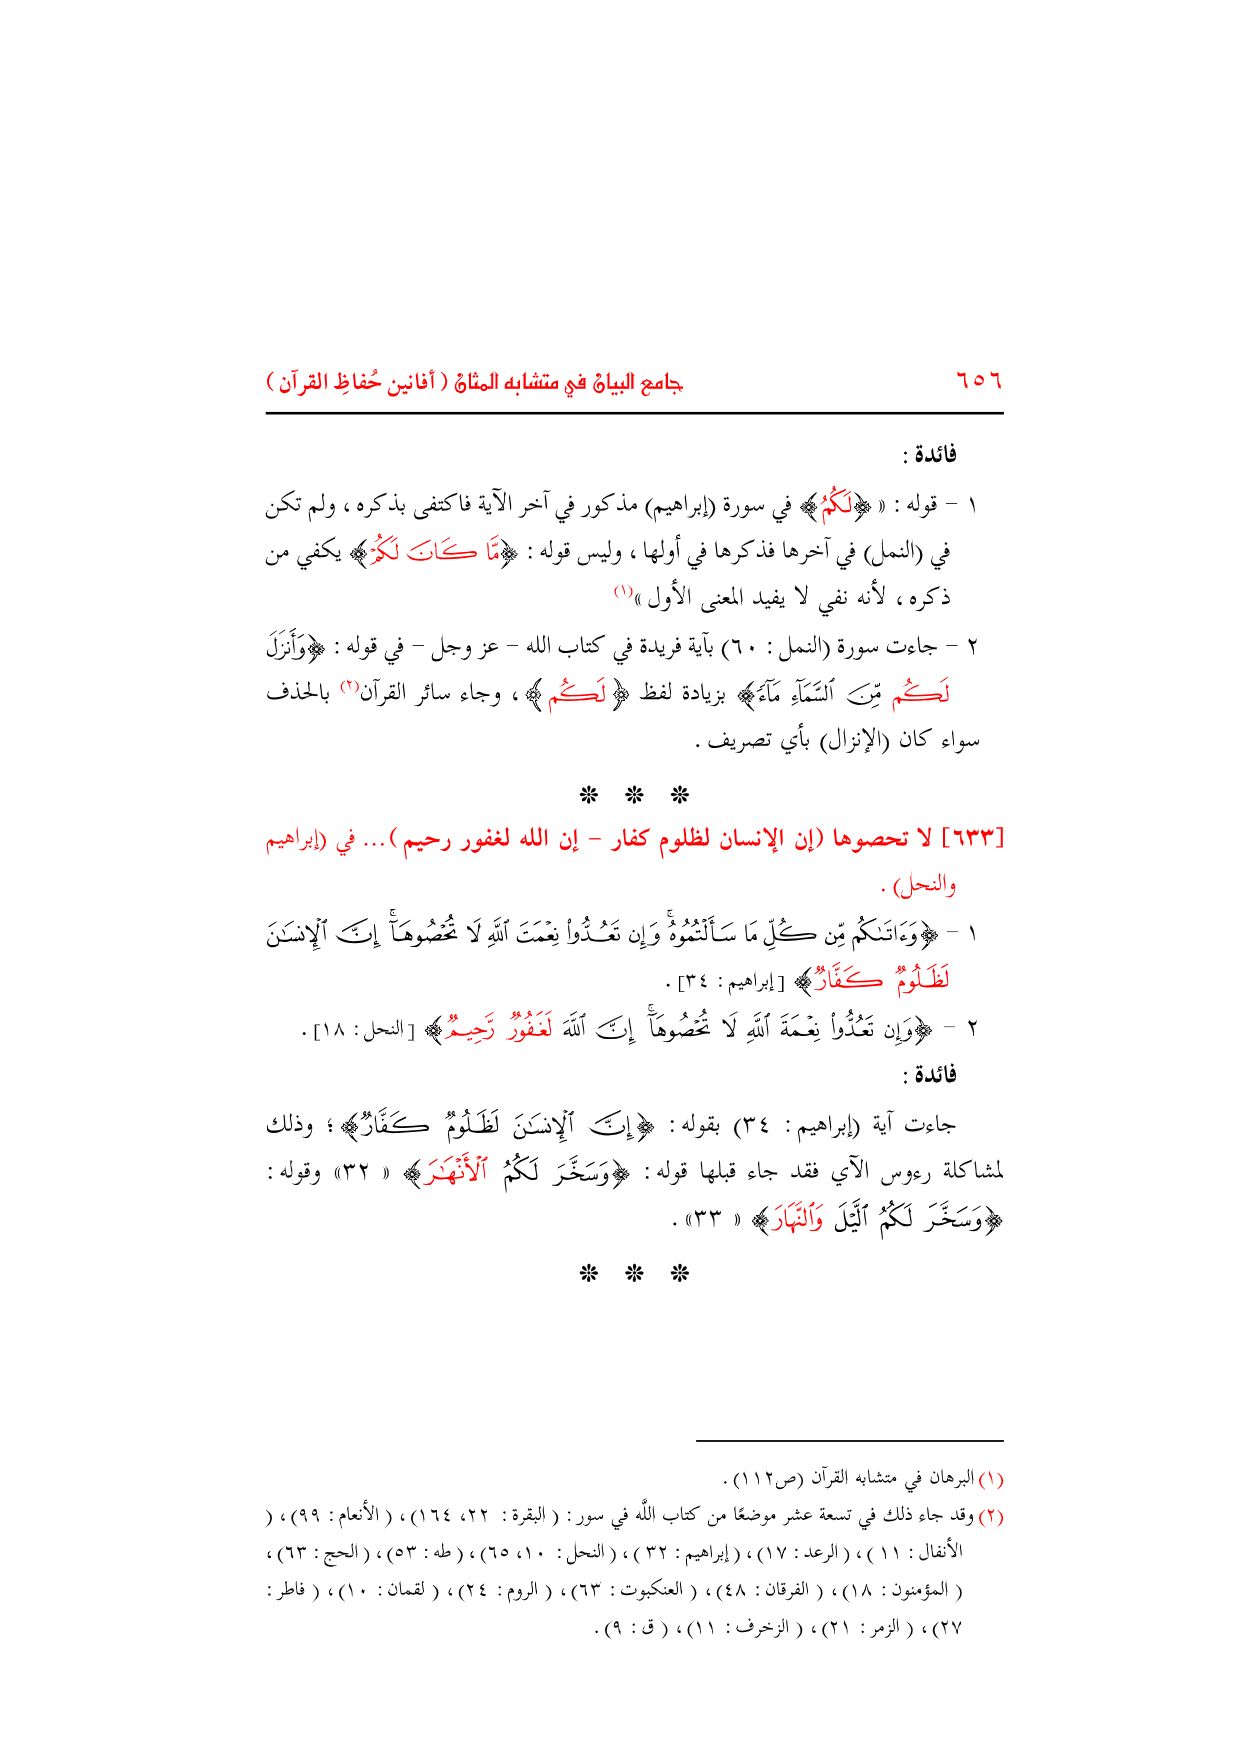 ٦٥٦ جامع البيان في متشابه المثان ( أفانين حُفاظِ القرآن )
فائدة :
١ – قوله : « ﴿لَكُمُ﴾ في سورة (إبراهيم) مذكور في آخر الآية فاكتفى بذكره ، ولم تكن
في (النمل) في آخرها فذكرها في أولها ، وليس قوله : ﴿مَّا كَانَ لَكُمْ﴾ يكفي من
ذكره ، لأنه نفي لا يفيد المعنى الأول »(١)
٢ – جاءت سورة (النمل : ٦٠) بآية فريدة في كتاب الله – عز وجل – في قوله : ﴿وَأَنزَلَ
لَكُم مِّنَ ٱلسَّمَآءِ مَآءً﴾ بزيادة لفظ ﴿لَكُم﴾ ، وجاء سائر القرآن(٢) بالحذف
سواء كان (الإنزال) بأي تصريف .
❊ ❊ ❊
[٦٣٣] لا تحصوها (إن الإنسان لظلوم كفار – إن الله لغفور رحيم )... في (إبراهيم
والنحل) .
١ – ﴿وَءَاتَىٰكُم مِّن كُلِّ مَا سَأَلْتُمُوهُ ۚ وَإِن تَعُدُّوا۟ نِعْمَتَ ٱللَّهِ لَا تُحْصُوهَآ ۗ إِنَّ ٱلْإِنسَـٰنَ
لَظَلُومٌ كَفَّارٌ﴾ [إبراهيم : ٣٤] .
٢ – ﴿وَإِن تَعُدُّوا۟ نِعْمَةَ ٱللَّهِ لَا تُحْصُوهَآ ۗ إِنَّ ٱللَّهَ لَغَفُورٌ رَّحِيمٌ﴾ [النحل : ١٨] .
فائدة :
جاءت آية (إبراهيم : ٣٤) بقوله : ﴿إِنَّ ٱلْإِنسَـٰنَ لَظَلُومٌ كَفَّارٌ﴾ ؛ وذلك
لمشاكلة رءوس الآي فقد جاء قبلها قوله : ﴿وَسَخَّرَ لَكُمُ ٱلْأَنْهَـٰرَ﴾ « ٣٢» وقوله :
﴿وَسَخَّرَ لَكُمُ ٱلَّيْلَ وَٱلنَّهَارَ﴾ « ٣٣» .
❊ ❊ ❊
(١) البرهان في متشابه القرآن (ص١١٢) .
(٢) وقد جاء ذلك في تسعة عشر موضعًا من كتاب اللَّه في سور : ( البقرة : ٢٢، ١٦٤)، ( الأنعام : ٩٩)، (
الأنفال : ١١ )، ( الرعد : ١٧)، ( إبراهيم : ٣٢ )، ( النحل : ١٠، ٦٥)، ( طه : ٥٣)، ( الحج : ٦٣)،
( المؤمنون : ١٨)، ( الفرقان : ٤٨)، ( العنكبوت : ٦٣)، ( الروم : ٢٤)، ( لقمان : ١٠)، ( فاطر :
٢٧)، ( الزمر : ٢١)، ( الزخرف : ١١)، ( ق : ٩) .